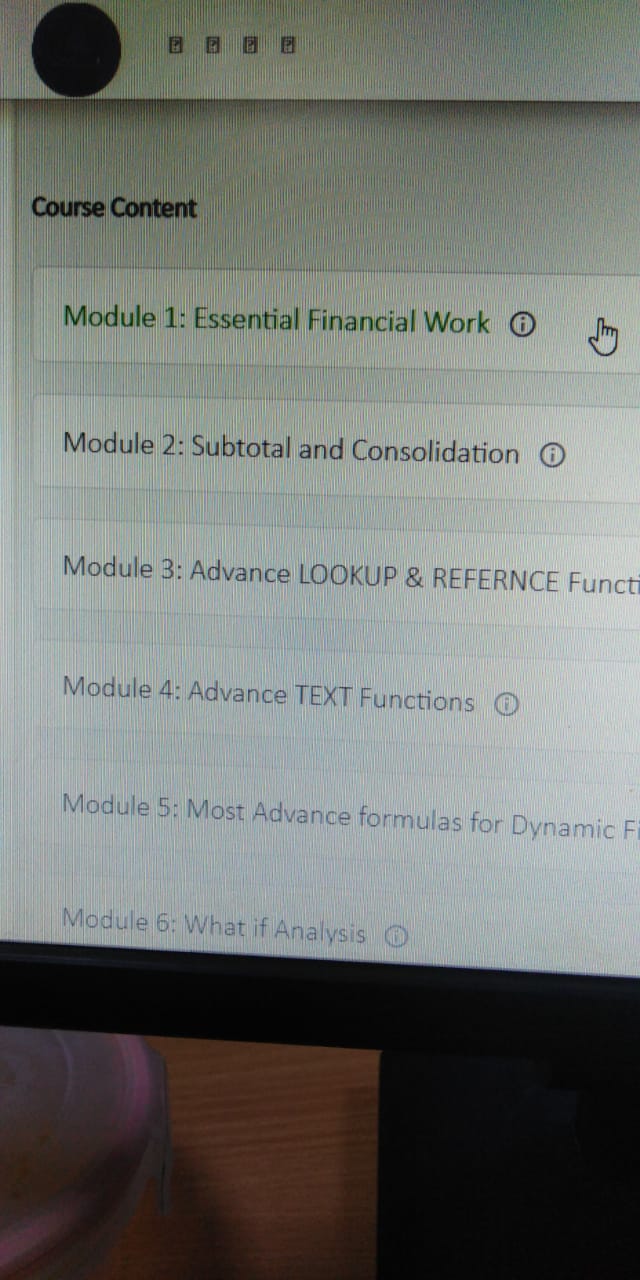 Course Content
Module 1: Essential Financial Work
Module 2: Subtotal and Consolidation
Module 3: Advance LOOKUP & REFERNCE Functi
Module 4: Advance TEXT Functions
Module 5: Most Advance formulas for Dynamic Fi
Module 6: What if Analysis